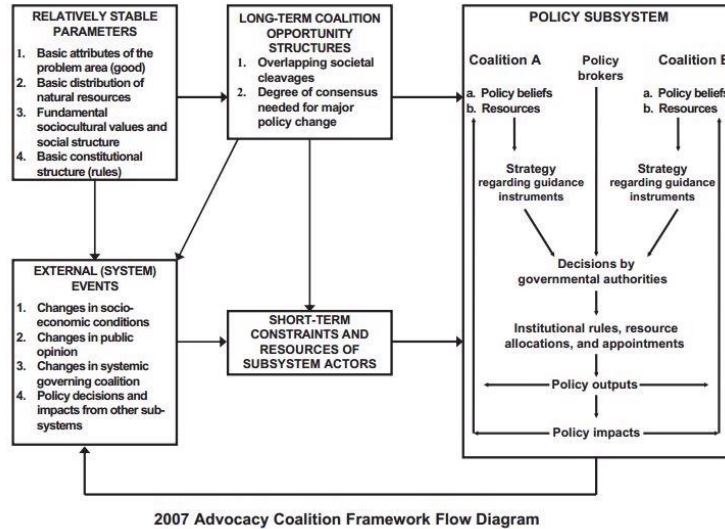 RELATIVELY STABLE
PARAMETERS
1. Basic attributes of the
problem area (good)
2. Basic distribution of
natural resources
3. Fundamental
sociocultural values and
social structure
4. Basic constitutional
structure (rules)
LONG-TERM COALITION
OPPORTUNITY
STRUCTURES
1. Overlapping societal
cleavages
2. Degree of consensus
needed for major
policy change
POLICY SUBSYSTEM
Coalition A
a. Policy beliefs
b. Resources
Policy
brokers
Coalition B
a. Policy beliefs
b. Resources
Strategy
regarding guidance
instruments
Strategy
regarding guidance
instruments
Decisions by
governmental authorities
Institutional rules, resource
allocations, and appointments
Policy outputs
Policy impacts
EXTERNAL (SYSTEM)
EVENTS
1. Changes in socio-
economic conditions
2. Changes in public
opinion
3. Changes in systemic
governing coalition
4. Policy decisions and
impacts from other sub-
systems
SHORT-TERM
CONSTRAINTS AND
RESOURCES OF
SUBSYSTEM ACTORS
2007 Advocacy Coalition Framework Flow Diagram